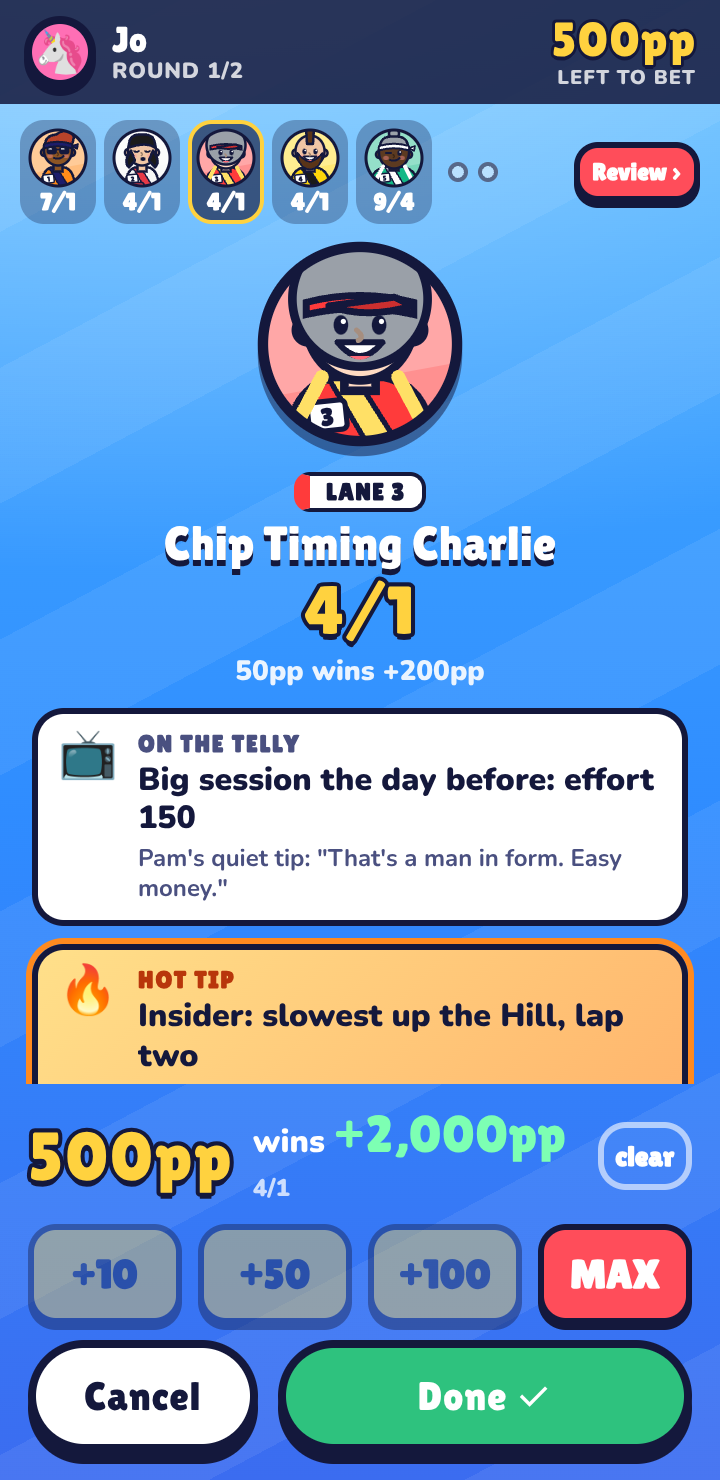 Jo
ROUND 1/2
500pp
LEFT TO BET
7/1
4/1
4/1
4/1
9/4
Review ›
3
LANE 3
Chip Timing Charlie
4/1
50pp wins +200pp
ON THE TELLY
Big session the day before: effort
150
Pam's quiet tip: "That's a man in form. Easy
money."
HOT TIP
Insider: slowest up the Hill, lap
two
500pp
wins +2,000pp
4/1
clear
+10
+50
+100
MAX
Cancel
Done ✓